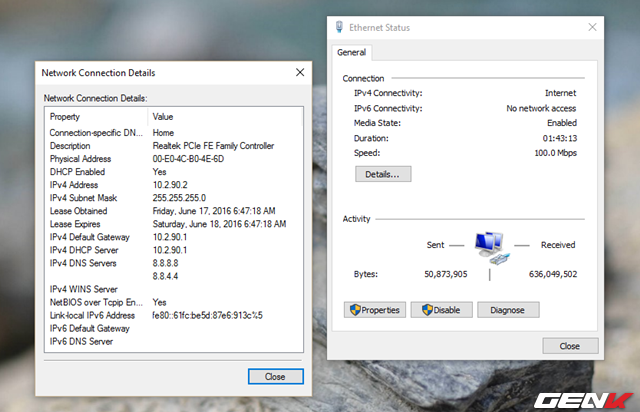 Network Connection Details
Network Connection Details:
Property Value
Connection-specific DN... Home
Description Realtek PCIe FE Family Controller
Physical Address 00-E0-4C-B0-4E-6D
DHCP Enabled Yes
IPv4 Address 10.2.90.2
IPv4 Subnet Mask 255.255.255.0
Lease Obtained Friday, June 17, 2016 6:47:18 AM
Lease Expires Saturday, June 18, 2016 6:47:18 AM
IPv4 Default Gateway 10.2.90.1
IPv4 DHCP Server 10.2.90.1
IPv4 DNS Servers 8.8.8.8
8.8.4.4
IPv4 WINS Server
NetBIOS over Tcpip En... Yes
Link-local IPv6 Address fe80::61fc:be5d:87e6:913c%5
IPv6 Default Gateway
IPv6 DNS Server
Close
Ethernet Status
General
Connection
IPv4 Connectivity: Internet
IPv6 Connectivity: No network access
Media State: Enabled
Duration: 01:43:13
Speed: 100.0 Mbps
Details...
Activity
Sent Received
Bytes: 50,873,905 636,049,502
Properties Disable Diagnose
Close
GENK